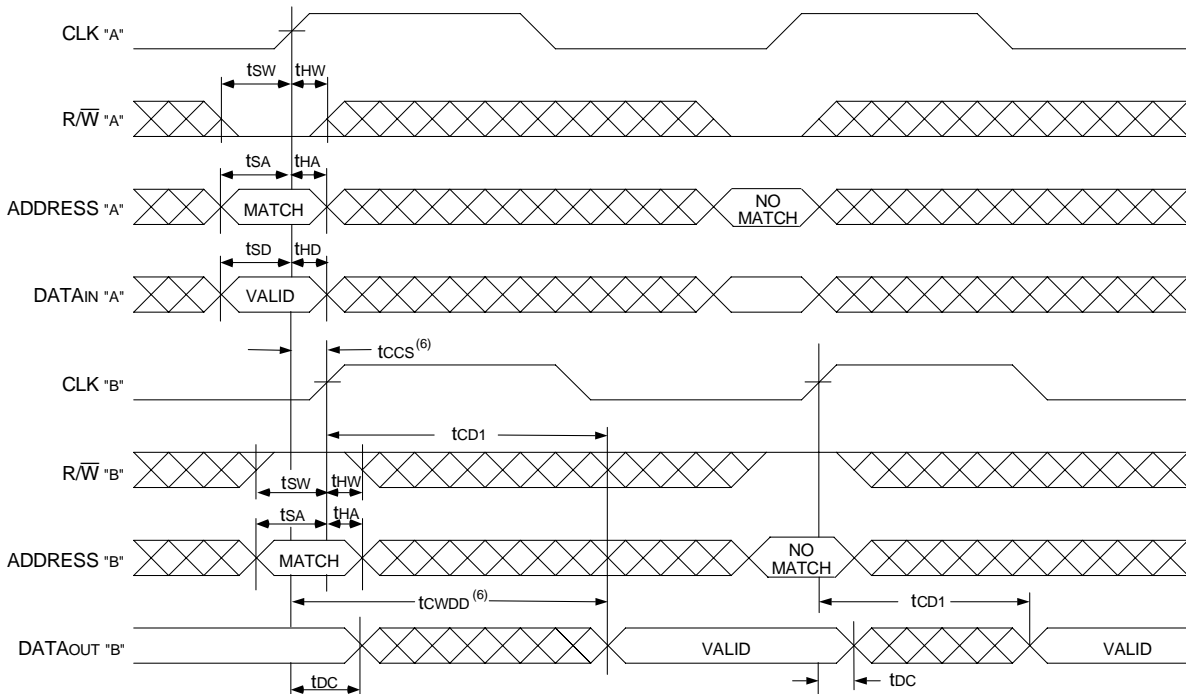 CLK "A"
tSW tHW
R/W̅ "A"
tSA tHA
ADDRESS "A" MATCH NO MATCH
tSD tHD
DATAIN "A" VALID
tCCS (6)
CLK "B"
tCD1
R/W̅ "B"
tSW tHW
tSA tHA
ADDRESS "B" MATCH NO MATCH
tCWDD (6) tCD1
DATAOUT "B" VALID VALID
tDC tDC